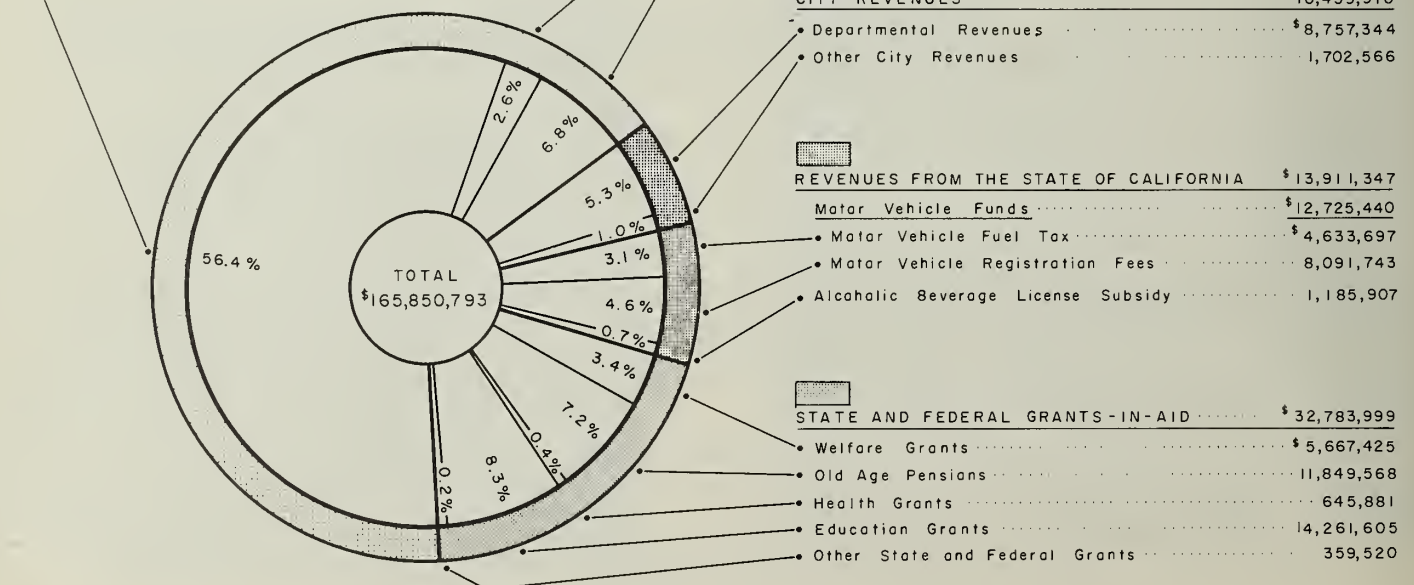 CITY REVENUES 10,459,910
Departmental Revenues $8,757,344
Other City Revenues 1,702,566
REVENUES FROM THE STATE OF CALIFORNIA $13,911,347
Motor Vehicle Funds $12,725,440
Motor Vehicle Fuel Tax $4,633,697
Motor Vehicle Registration Fees 8,091,743
Alcoholic Beverage License Subsidy 1,185,907
STATE AND FEDERAL GRANTS-IN-AID $32,783,999
Welfare Grants $5,667,425
Old Age Pensions 11,849,568
Health Grants 645,881
Education Grants 14,261,605
Other State and Federal Grants 359,520
2.6%
6.8%
5.3%
1.0%
3.1%
4.6%
0.7%
3.4%
7.2%
0.4%
8.3%
0.2%
56.4%
TOTAL
$165,850,793